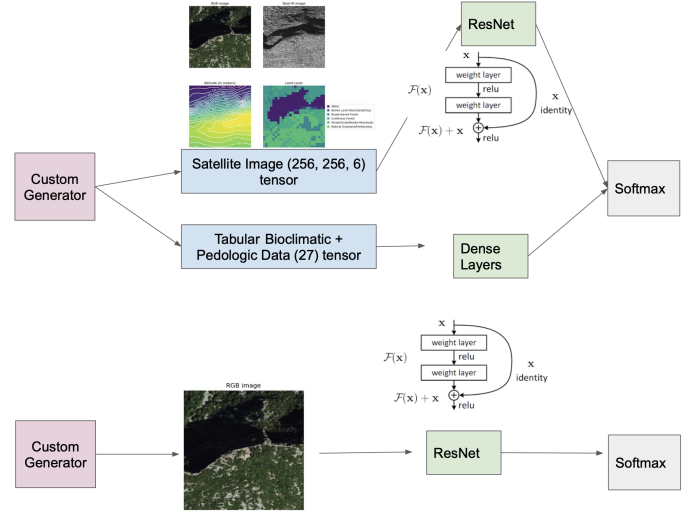 RGB image
Near-IR image
ResNet
x
weight layer
F(x)
relu
weight layer
x
identity
F(x) + x
relu
Altitude (in meters)
Land cover
Custom
Generator
Satellite Image (256, 256, 6)
tensor
Softmax
Tabular Bioclimatic +
Pedologic Data (27) tensor
Dense
Layers
x
weight layer
F(x)
relu
weight layer
x
identity
F(x) + x
relu
RGB image
Custom
Generator
ResNet
Softmax